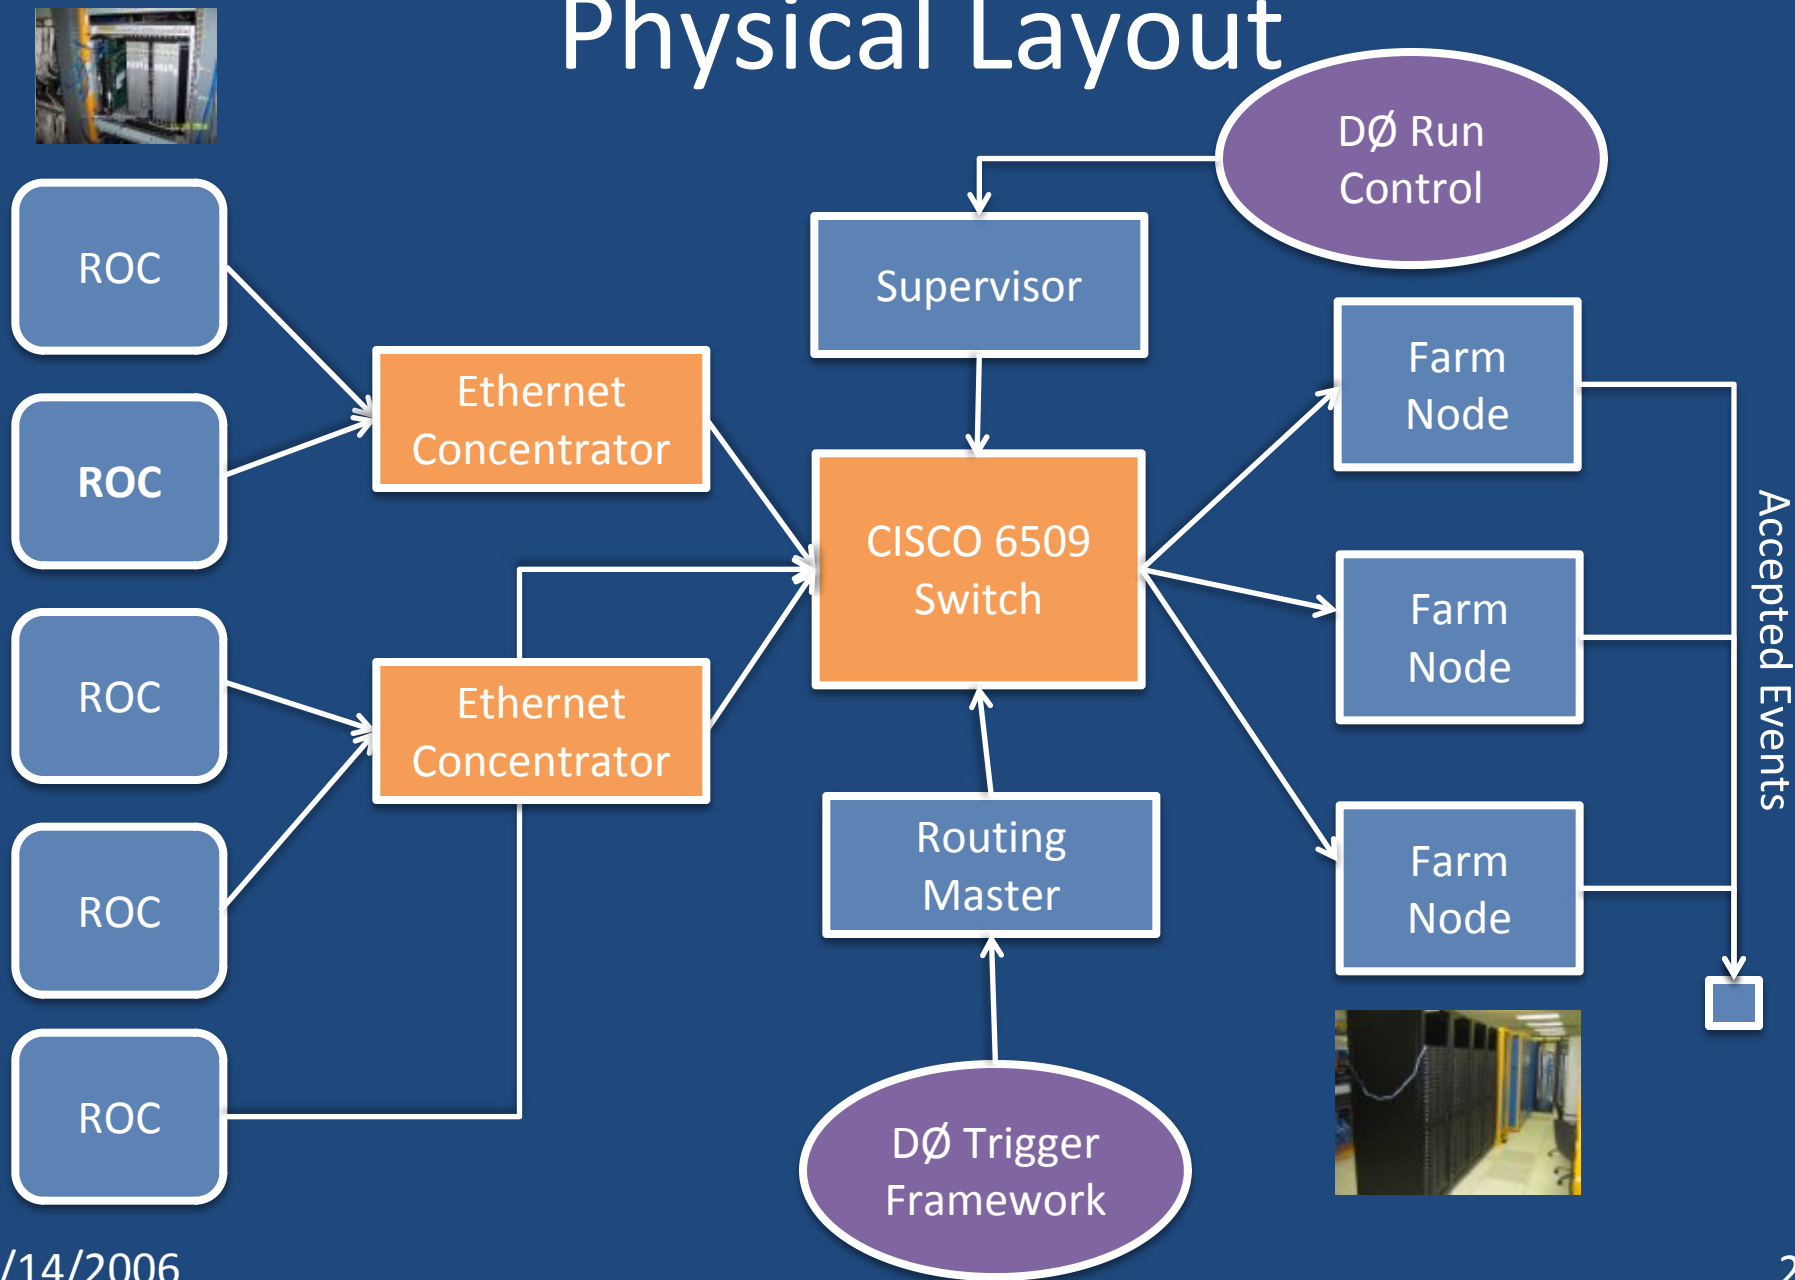 Physical Layout
DØ Run
Control
ROC
Supervisor
ROC
Ethernet
Concentrator
Farm
Node
CISCO 6509
Switch
Accepted Events
Farm
Node
ROC
Ethernet
Concentrator
ROC
Routing
Master
Farm
Node
ROC
DØ Trigger
Framework
/14/2006
2